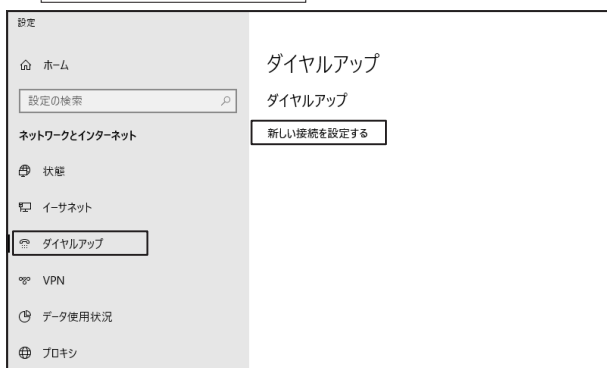 設定
ホーム
設定の検索
ネットワークとインターネット
状態
イーサネット
ダイヤルアップ
VPN
データ使用状況
プロキシ
ダイヤルアップ
ダイヤルアップ
新しい接続を設定する